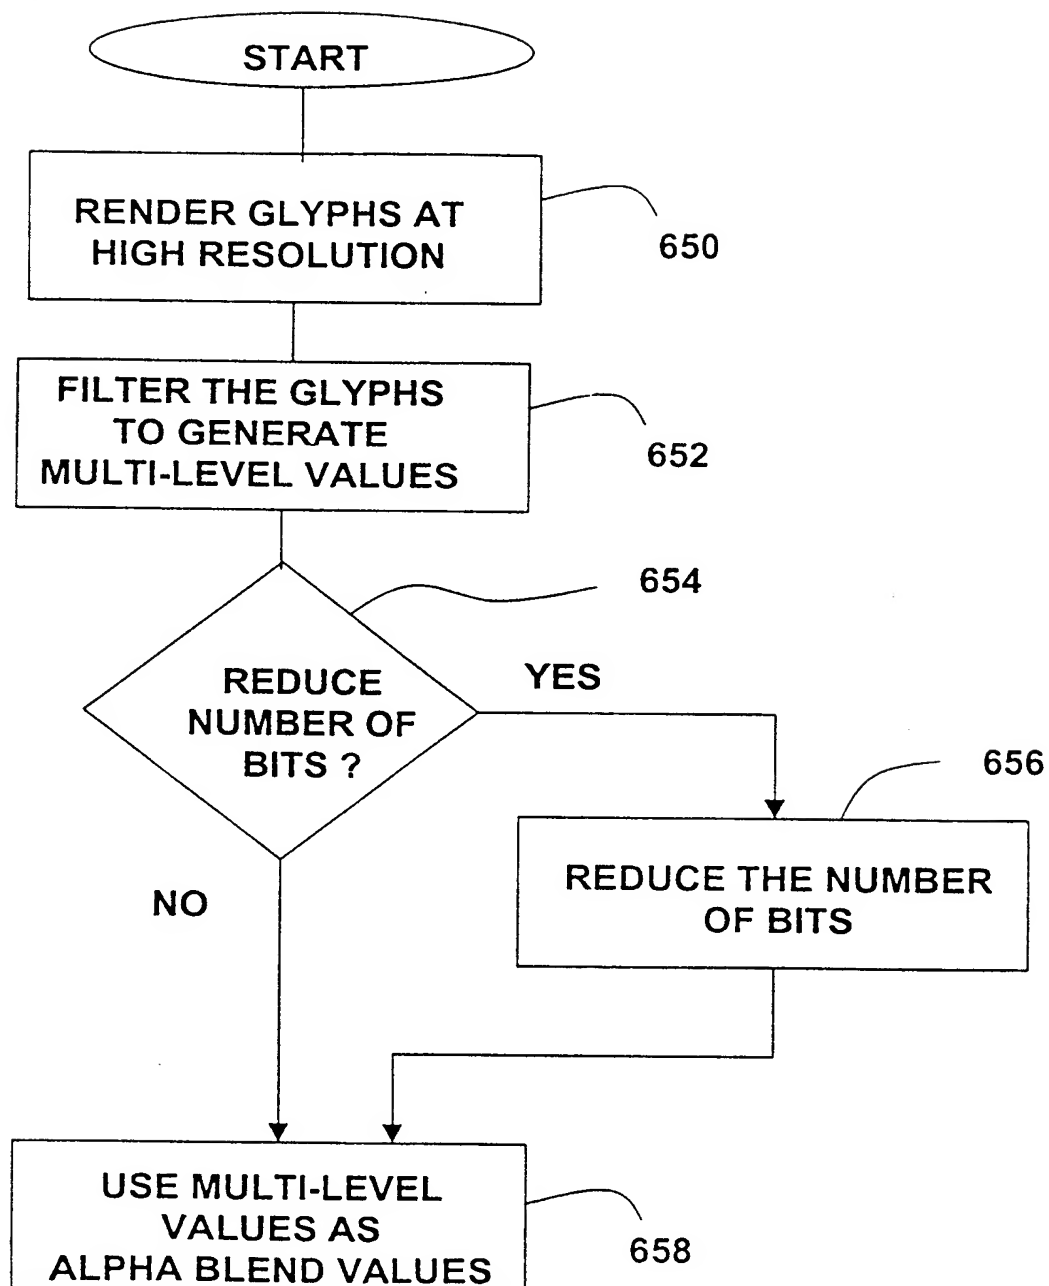 START
RENDER GLYPHS AT
HIGH RESOLUTION
650
FILTER THE GLYPHS
TO GENERATE
MULTI-LEVEL VALUES
652
654
REDUCE
NUMBER OF
BITS ?
YES
656
REDUCE THE NUMBER
OF BITS
NO
USE MULTI-LEVEL
VALUES AS
ALPHA BLEND VALUES
658